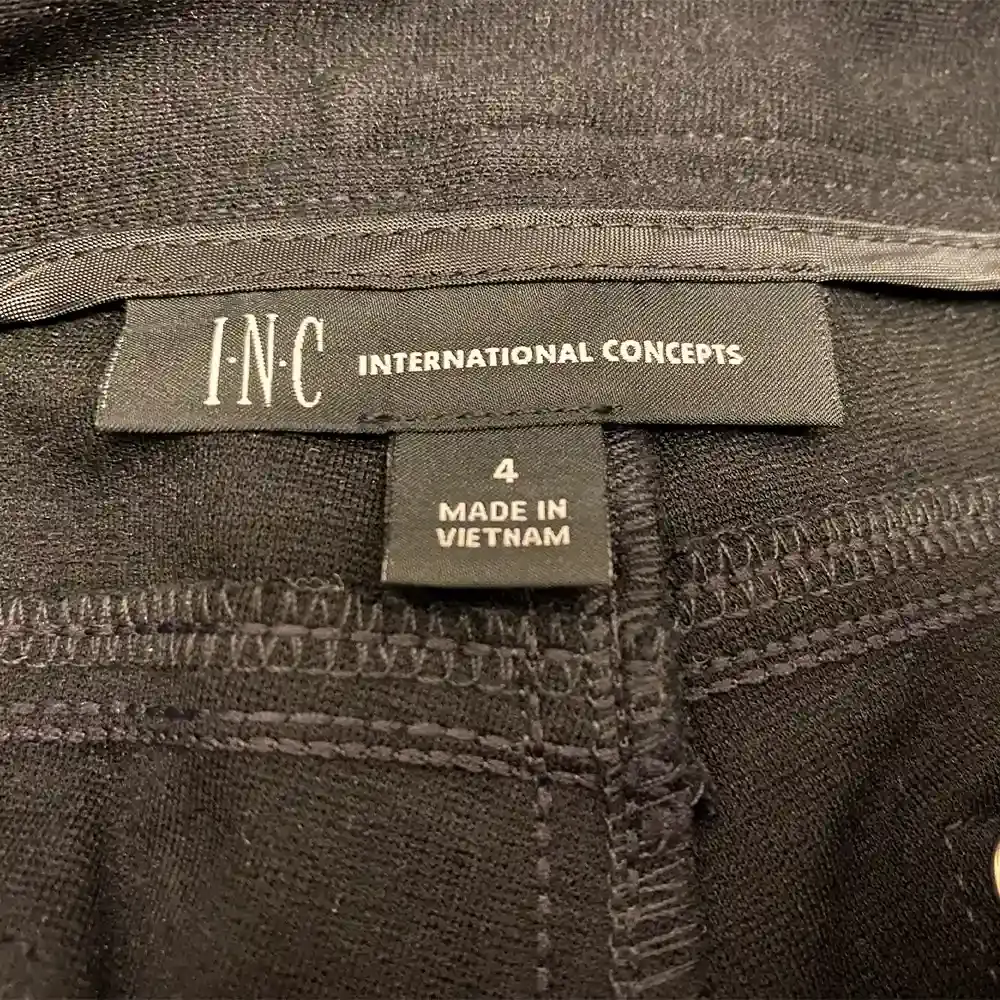 I·N·C INTERNATIONAL CONCEPTS
4
MADE IN
VIETNAM